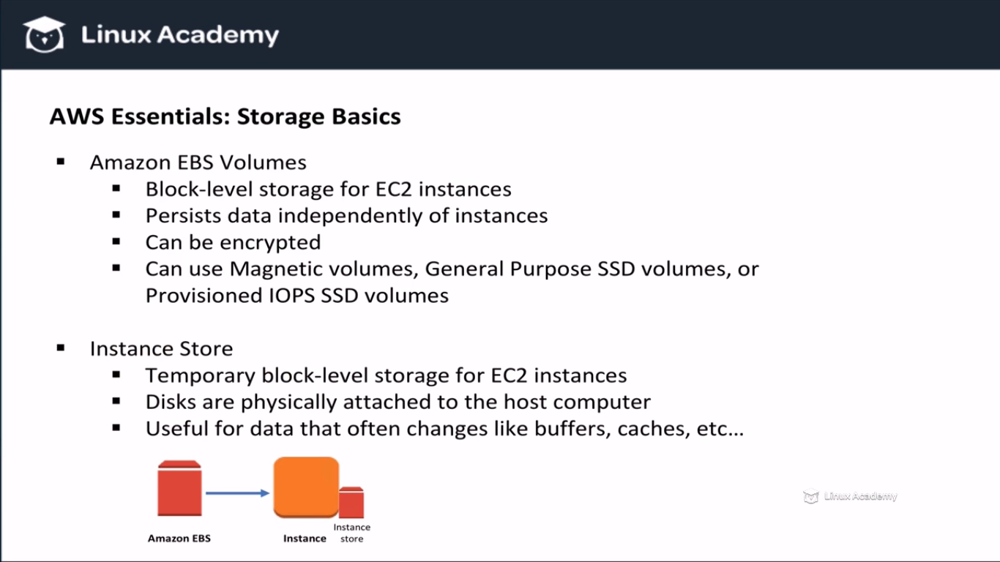 Linux Academy
AWS Essentials: Storage Basics
▪ Amazon EBS Volumes
▪ Block-level storage for EC2 instances
▪ Persists data independently of instances
▪ Can be encrypted
▪ Can use Magnetic volumes, General Purpose SSD volumes, or
Provisioned IOPS SSD volumes
▪ Instance Store
▪ Temporary block-level storage for EC2 instances
▪ Disks are physically attached to the host computer
▪ Useful for data that often changes like buffers, caches, etc...
Linux Academy
Amazon EBS
Instance
Instance
store